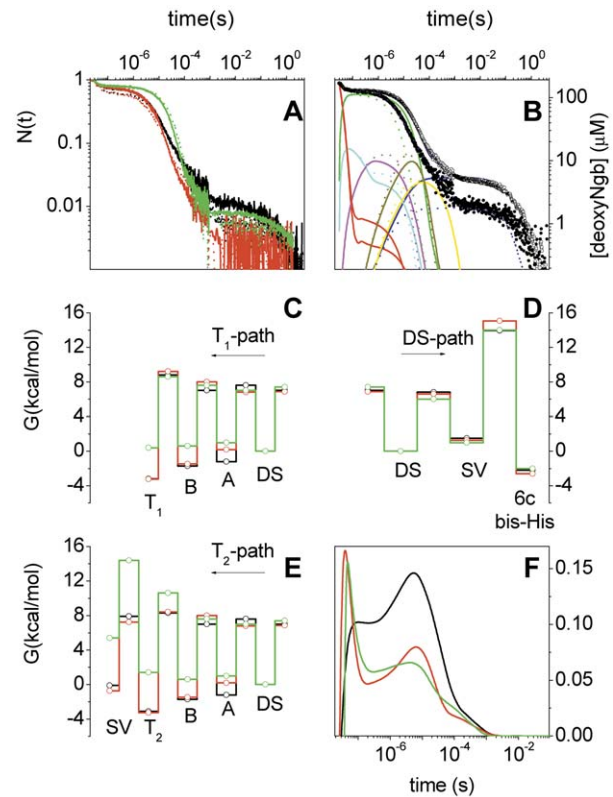 time(s) time(s)
10⁻⁶ 10⁻⁴ 10⁻² 10⁰ 10⁻⁶ 10⁻⁴ 10⁻² 10⁰
1
0.1
0.01
N(t)
A
B
100
10
1
[deoxyNgb] (μM)
C
T₁-path
16
12
8
4
0
-4
G(kcal/mol)
T₁ B A DS
D
DS-path
16
12
8
4
0
-4
DS SV 6c
bis-His
E
T₂-path
16
12
8
4
0
-4
G(kcal/mol)
SV T₂ B A DS
F
0.15
0.10
0.05
0.00
10⁻⁶ 10⁻⁴ 10⁻² 
time (s)